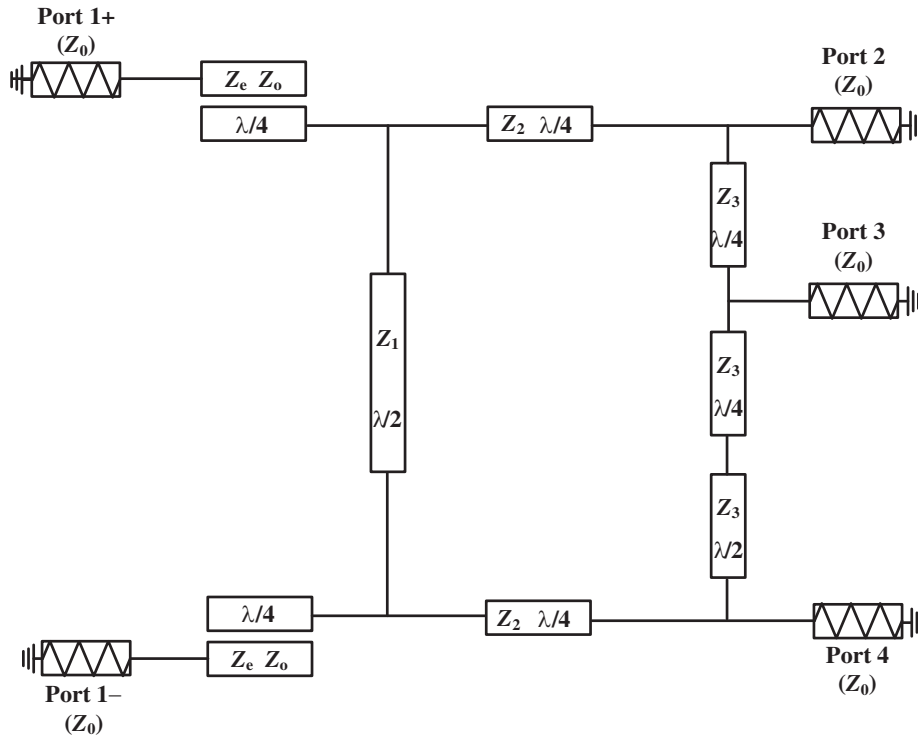 Port 1+
(Z0)
Ze Zo
λ/4
Z2 λ/4
Port 2
(Z0)
Z3
λ/4
Port 3
(Z0)
Z1
λ/2
Z3
λ/4
Z3
λ/2
λ/4
Ze Zo
Z2 λ/4
Port 4
(Z0)
Port 1–
(Z0)